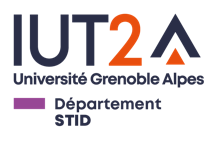 IUT2
Université Grenoble Alpes
Département
STID